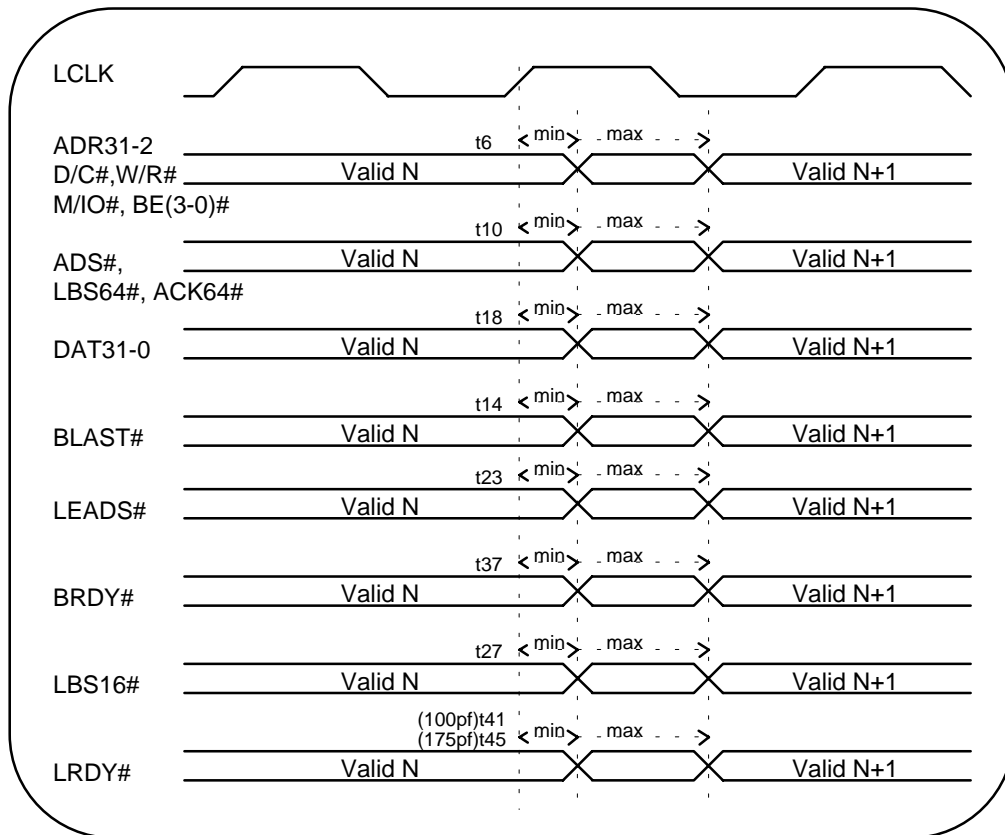 LCLK
t6 min max
ADR31-2
D/C#,W/R# Valid N Valid N+1
M/IO#, BE(3-0)#
t10 min max
ADS#, Valid N Valid N+1
LBS64#, ACK64#
t18 min max
DAT31-0 Valid N Valid N+1
t14 min max
BLAST# Valid N Valid N+1
t23 min max
LEADS# Valid N Valid N+1
t37 min max
BRDY# Valid N Valid N+1
t27 min max
LBS16# Valid N Valid N+1
(100pf)t41
(175pf)t45 min max
LRDY# Valid N Valid N+1